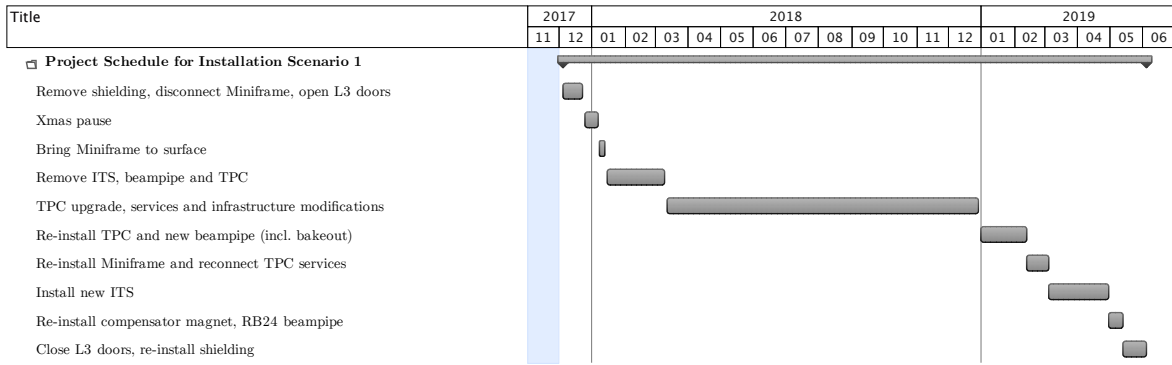 Title
2017 2018 2019
11 12 01 02 03 04 05 06 07 08 09 10 11 12 01 02 03 04 05 06
Project Schedule for Installation Scenario 1
Remove shielding, disconnect Miniframe, open L3 doors
Xmas pause
Bring Miniframe to surface
Remove ITS, beampipe and TPC
TPC upgrade, services and infrastructure modifications
Re-install TPC and new beampipe (incl. bakeout)
Re-install Miniframe and reconnect TPC services
Install new ITS
Re-install compensator magnet, RB24 beampipe
Close L3 doors, re-install shielding